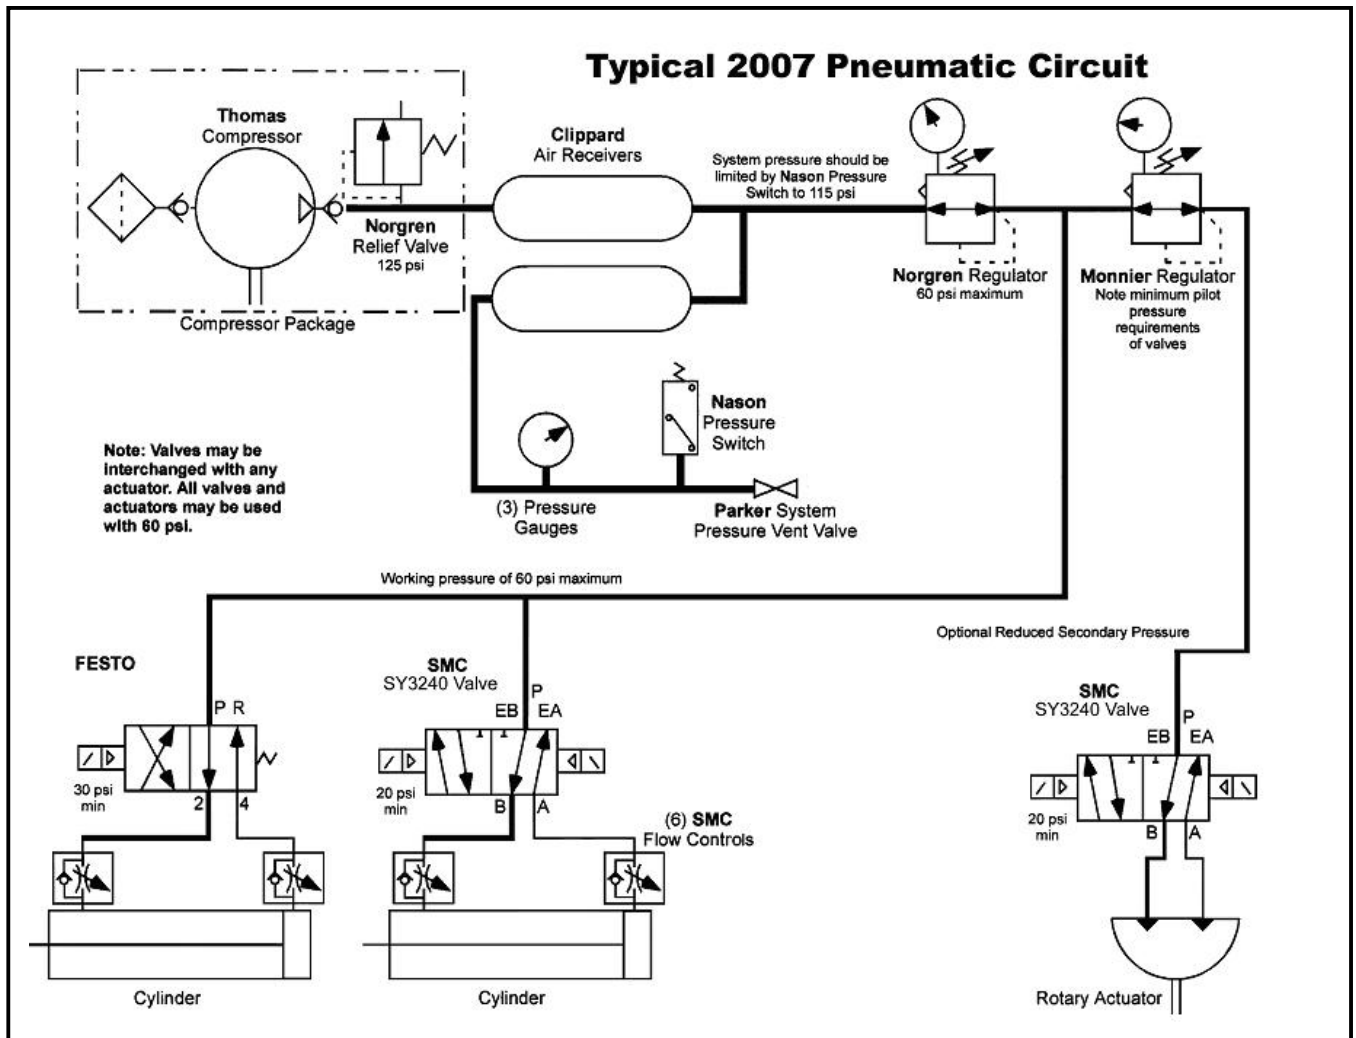 Typical 2007 Pneumatic Circuit
Thomas
Compressor
Norgren
Relief Valve
125 psi
Compressor Package
Clippard
Air Receivers
System pressure should be
limited by Nason Pressure
Switch to 115 psi
Norgren Regulator
60 psi maximum
Monnier Regulator
Note minimum pilot
pressure
requirements
of valves
Nason
Pressure
Switch
(3) Pressure
Gauges
Parker System
Pressure Vent Valve
Note: Valves may be
interchanged with any
actuator. All valves and
actuators may be used
with 60 psi.
Working pressure of 60 psi maximum
Optional Reduced Secondary Pressure
FESTO
P R
30 psi
min
2 4
Cylinder
SMC
SY3240 Valve
P
EB EA
20 psi
min
B A
(6) SMC
Flow Controls
Cylinder
SMC
SY3240 Valve
P
EB EA
20 psi
min
B A
Rotary Actuator